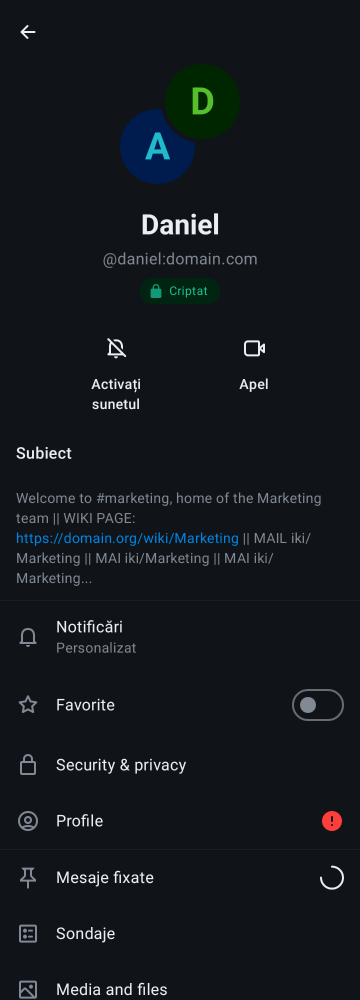 D
A
Daniel
@daniel:domain.com
Criptat
Activați
sunetul
Apel
Subiect
Welcome to #marketing, home of the Marketing
team || WIKI PAGE:
https://domain.org/wiki/Marketing || MAIL iki/
Marketing || MAI iki/Marketing || MAI iki/
Marketing...
Notificări
Personalizat
Favorite
Security & privacy
Profile
Mesaje fixate
Sondaje
Media and files